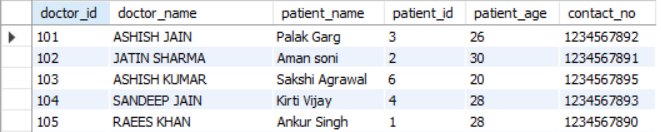 doctor_id doctor_name patient_name patient_id patient_age contact_no
101 ASHISH JAIN Palak Garg 3 26 1234567892
102 JATIN SHARMA Aman soni 2 30 1234567891
103 ASHISH KUMAR Sakshi Agrawal 6 20 1234567895
104 SANDEEP JAIN Kirti Vijay 4 28 1234567893
105 RAEES KHAN Ankur Singh 1 28 1234567890